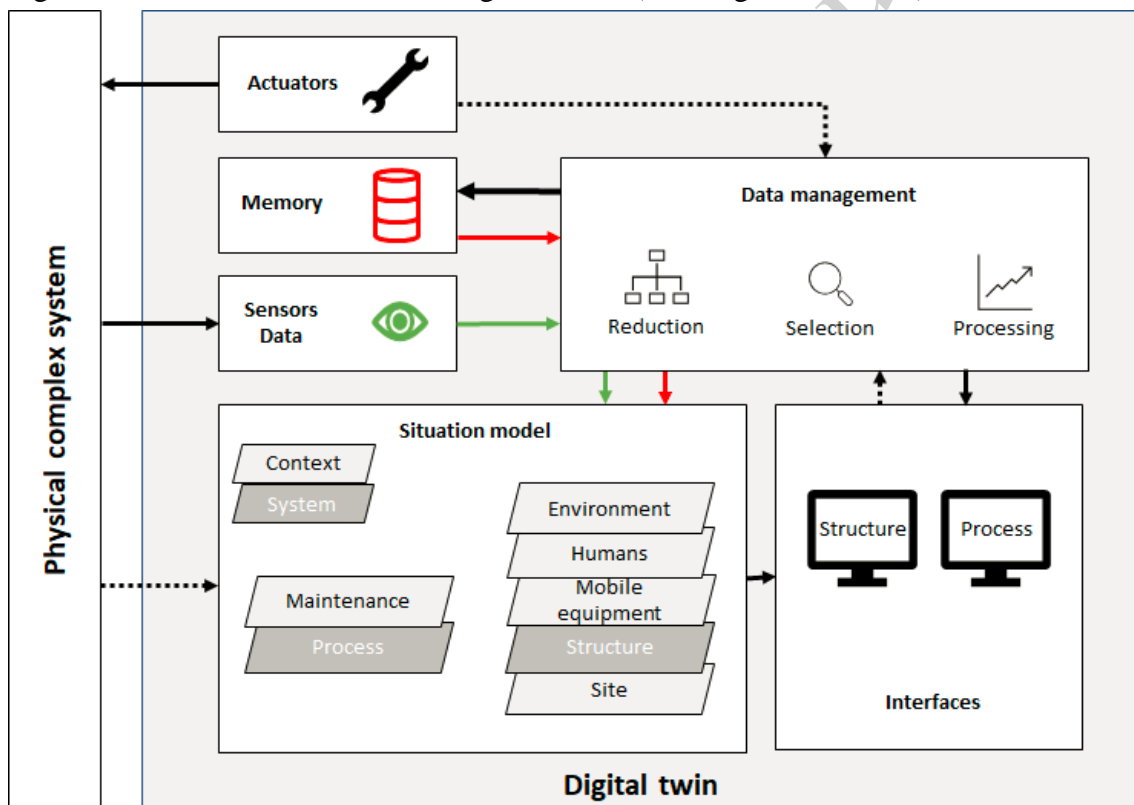 Actuators
Memory
Sensors
Data
Data management
Reduction
Selection
Processing
Physical complex system
Situation model
Context
System
Maintenance
Process
Environment
Humans
Mobile
equipment
Structure
Site
Structure
Process
Interfaces
Digital twin